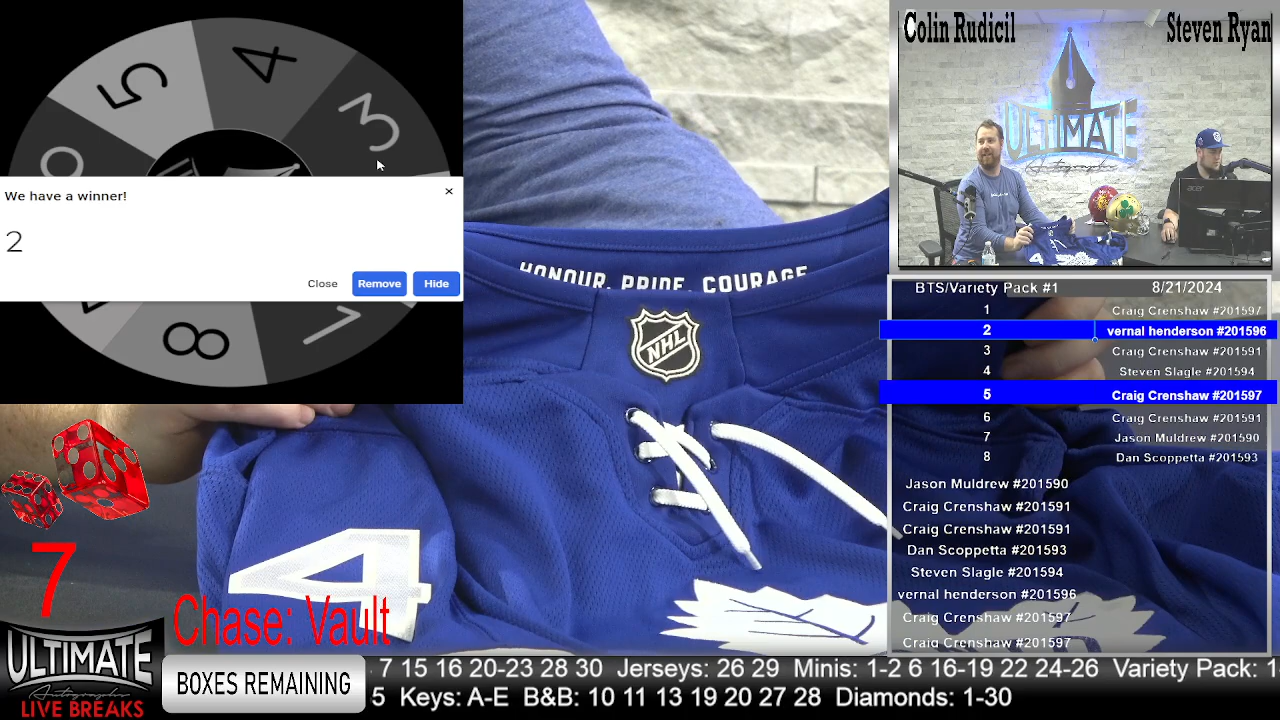 Colin Rudicil
Steven Ryan
ULTIMATE
Autographs
acer
4
5
3
0
We have a winner!
×
2
Close
Remove
Hide
8
1
HONOUR. PRIDE. COURAGE
NHL
4
BTS/Variety Pack #1 8/21/2024
1 Craig Crenshaw #201597
2 vernal henderson #201596
3 Craig Crenshaw #201591
4 Steven Slagle #201594
5 Craig Crenshaw #201597
6 Craig Crenshaw #201591
7 Jason Muldrew #201590
8 Dan Scoppetta #201593
Jason Muldrew #201590
Craig Crenshaw #201591
Craig Crenshaw #201591
Dan Scoppetta #201593
Steven Slagle #201594
vernal henderson #201596
Craig Crenshaw #201597
Craig Crenshaw #201597
7
Chase: Vault
ULTIMATE
Autographs
LIVE BREAKS
BOXES REMAINING
7 15 16 20-23 28 30 Jerseys: 26 29 Minis: 1-2 6 16-19 22 24-26 Variety Pack: 1
5 Keys: A-E B&B: 10 11 13 19 20 27 28 Diamonds: 1-30